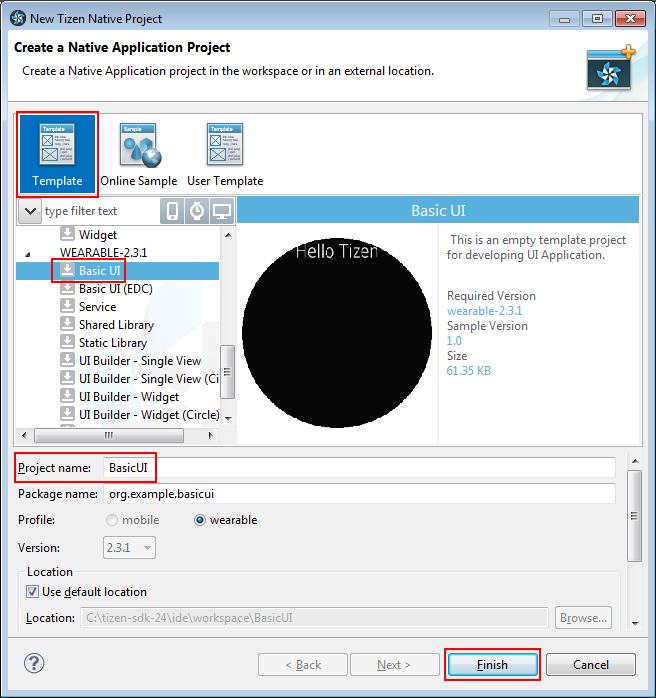 New Tizen Native Project
Create a Native Application Project
Create a Native Application project in the workspace or in an external location.
Template
Template
Sample
Online Sample
Template
User Template
type filter text
Widget
WEARABLE-2.3.1
Basic UI
Basic UI (EDC)
Service
Shared Library
Static Library
UI Builder - Single View
UI Builder - Single View (Ci
UI Builder - Widget
UI Builder - Widget (Circle)
Basic UI
Hello Tizen
This is an empty template project
for developing UI Application.
Required Version
wearable-2.3.1
Sample Version
1.0
Size
61.35 KB
Project name: BasicUI
Package name: org.example.basicui
Profile: mobile wearable
Version: 2.3.1
Location
Use default location
Location: C:\tizen-sdk-24\ide\workspace\BasicUI Browse...
? < Back Next > Finish Cancel